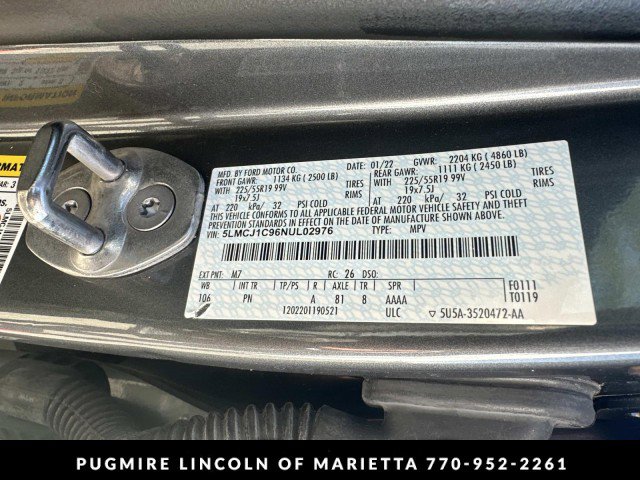 MFD. BY FORD MOTOR CO.
DATE: 01/22 GVWR: 2204 KG ( 4860 LB)
FRONT GAWR: 1134 KG ( 2500 LB) REAR GAWR: 1111 KG ( 2450 LB)
WITH 225/55R19 99V TIRES WITH 225/55R19 99V TIRES
19x7.5J RIMS 19x7.5J RIMS
AT 220 kPa/ 32 PSI COLD AT 220 kPa/ 32 PSI COLD
THIS VEHICLE CONFORMS TO ALL APPLICABLE FEDERAL MOTOR VEHICLE SAFETY AND
THEFT PREVENTION STANDARDS IN EFFECT ON THE DATE OF MANUFACTURE SHOWN ABOVE.
VIN: 5LMCJ1C96NUL02976 TYPE: MPV
EXT PNT: M7 RC: 26 DSO: F0111
WB INT TR TP/PS R AXLE TR SPR T0119
106 PN A 81 8 AAAA
1202201190521 ULC 5U5A-3520472-AA
PUGMIRE LINCOLN OF MARIETTA 770-952-2261